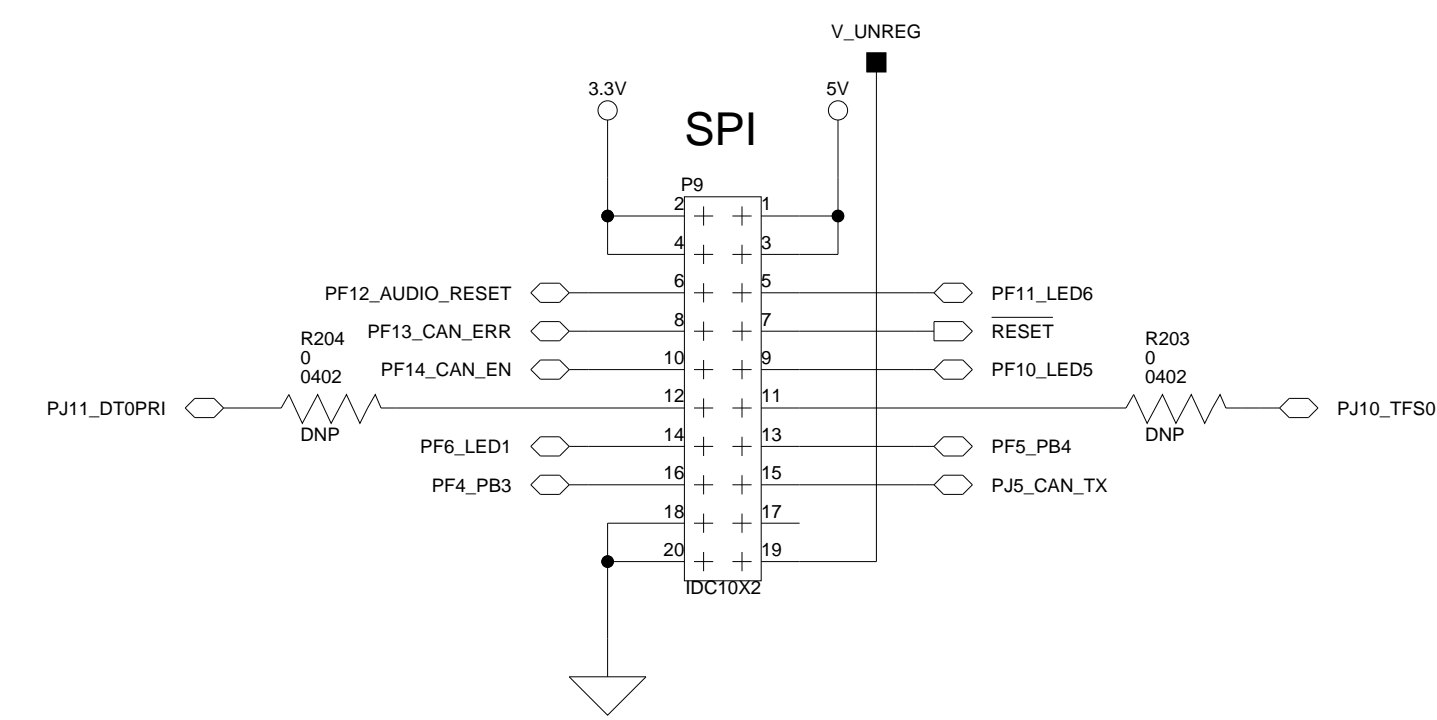 V_UNREG
3.3V
5V
SPI
P9
2 1
4 3
PF12_AUDIO_RESET 6 5 PF11_LED6
PF13_CAN_ERR 8 7 RESET
R204
0
0402
R203
0
0402
PF14_CAN_EN 10 9 PF10_LED5
PJ11_DT0PRI 12 11 PJ10_TFS0
DNP
DNP
PF6_LED1 14 13 PF5_PB4
PF4_PB3 16 15 PJ5_CAN_TX
18 17
20 19
IDC10X2